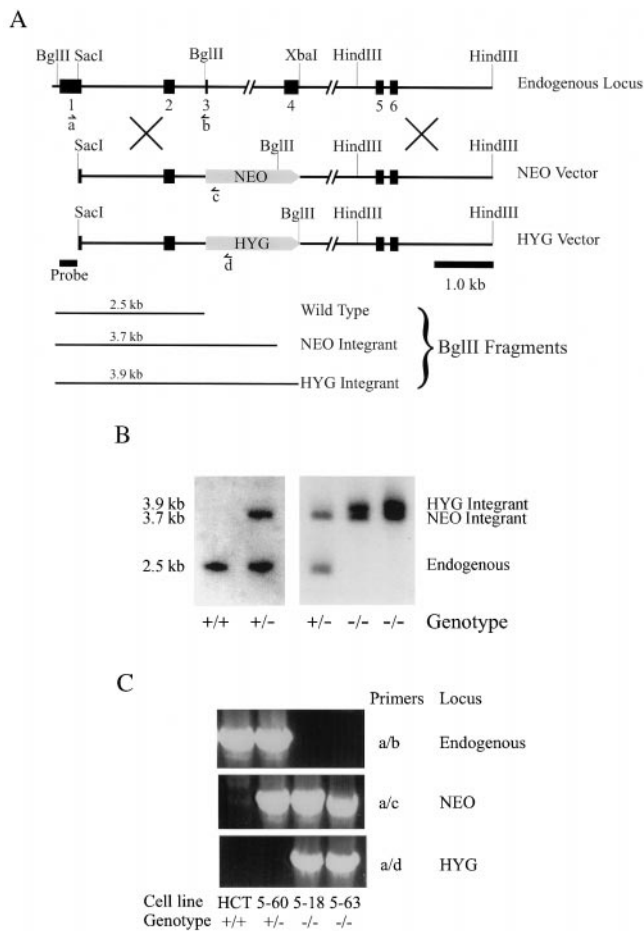 A
BglII SacI BglII XbaI HindIII HindIII
Endogenous Locus
1 2 3 4 5 6
a b
SacI BglII HindIII HindIII
NEO NEO Vector
c
SacI BglII HindIII HindIII
HYG HYG Vector
d
Probe 1.0 kb
2.5 kb Wild Type
3.7 kb NEO Integrant
BglII Fragments
3.9 kb HYG Integrant
B
3.9 kb HYG Integrant
3.7 kb NEO Integrant
2.5 kb Endogenous
+/+ +/- +/- -/- -/- Genotype
C
Primers Locus
a/b Endogenous
a/c NEO
a/d HYG
Cell line HCT 5-60 5-18 5-63
Genotype +/+ +/- -/- -/-